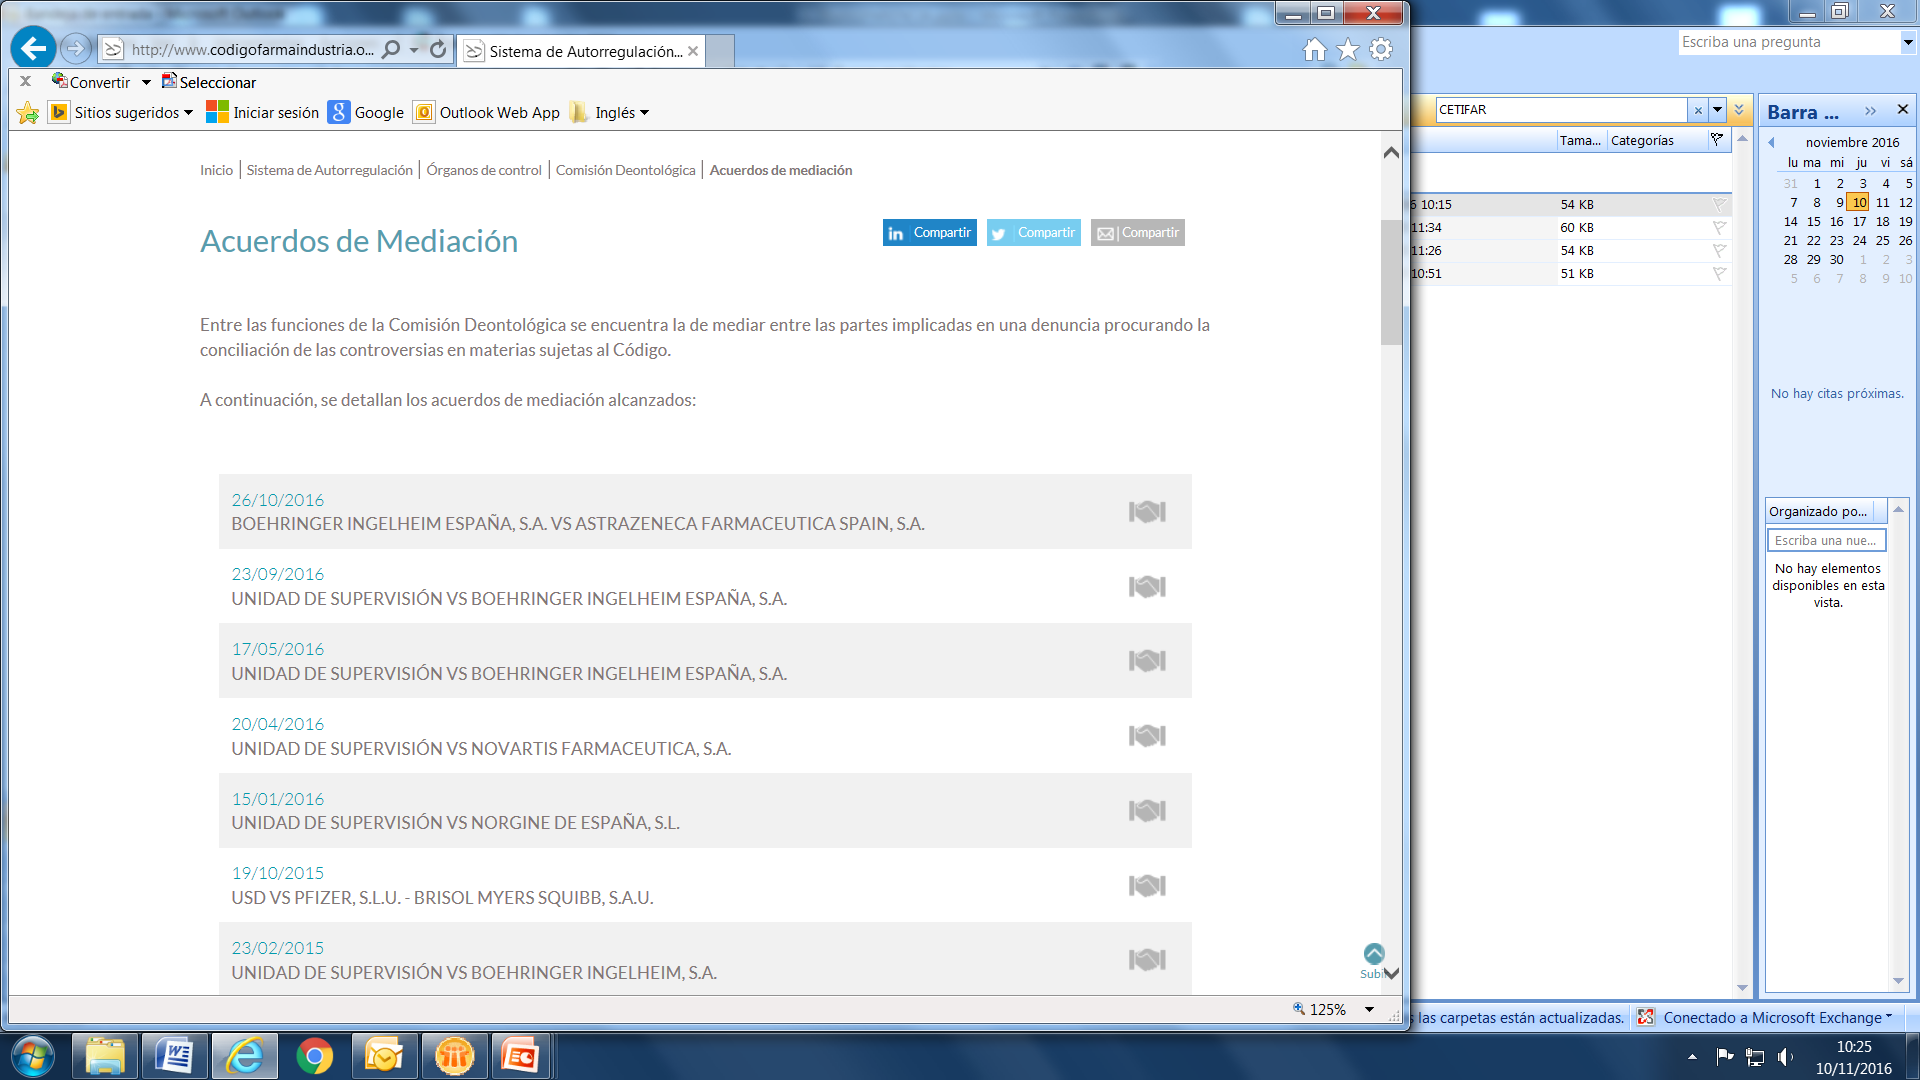 http://www.codigofarmaindustria.o...
Sistema de Autorregulación...
Escriba una pregunta
x Convertir Seleccionar
Sitios sugeridos Iniciar sesión Google Outlook Web App Inglés
Inicio | Sistema de Autorregulación | Órganos de control | Comisión Deontológica | Acuerdos de mediación
Acuerdos de Mediación
in Compartir Compartir Compartir
Entre las funciones de la Comisión Deontológica se encuentra la de mediar entre las partes implicadas en una denuncia procurando la
conciliación de las controversias en materias sujetas al Código.
A continuación, se detallan los acuerdos de mediación alcanzados:
26/10/2016
BOEHRINGER INGELHEIM ESPAÑA, S.A. VS ASTRAZENECA FARMACEUTICA SPAIN, S.A.
23/09/2016
UNIDAD DE SUPERVISIÓN VS BOEHRINGER INGELHEIM ESPAÑA, S.A.
17/05/2016
UNIDAD DE SUPERVISIÓN VS BOEHRINGER INGELHEIM ESPAÑA, S.A.
20/04/2016
UNIDAD DE SUPERVISIÓN VS NOVARTIS FARMACEUTICA, S.A.
15/01/2016
UNIDAD DE SUPERVISIÓN VS NORGINE DE ESPAÑA, S.L.
19/10/2015
USD VS PFIZER, S.L.U. - BRISOL MYERS SQUIBB, S.A.U.
23/02/2015
UNIDAD DE SUPERVISIÓN VS BOEHRINGER INGELHEIM, S.A.
Subir
125%
CETIFAR
Tama... Categorías
6 10:15 54 KB
11:34 60 KB
11:26 54 KB
10:51 51 KB
Barra ...
noviembre 2016
lu ma mi ju vi sá
31 1 2 3 4 5
7 8 9 10 11 12
14 15 16 17 18 19
21 22 23 24 25 26
28 29 30 1 2 3
5 6 7 8 9 10
No hay citas próximas.
Organizado po...
Escriba una nue...
No hay elementos
disponibles en esta
vista.
s las carpetas están actualizadas. Conectado a Microsoft Exchange
10:25
10/11/2016